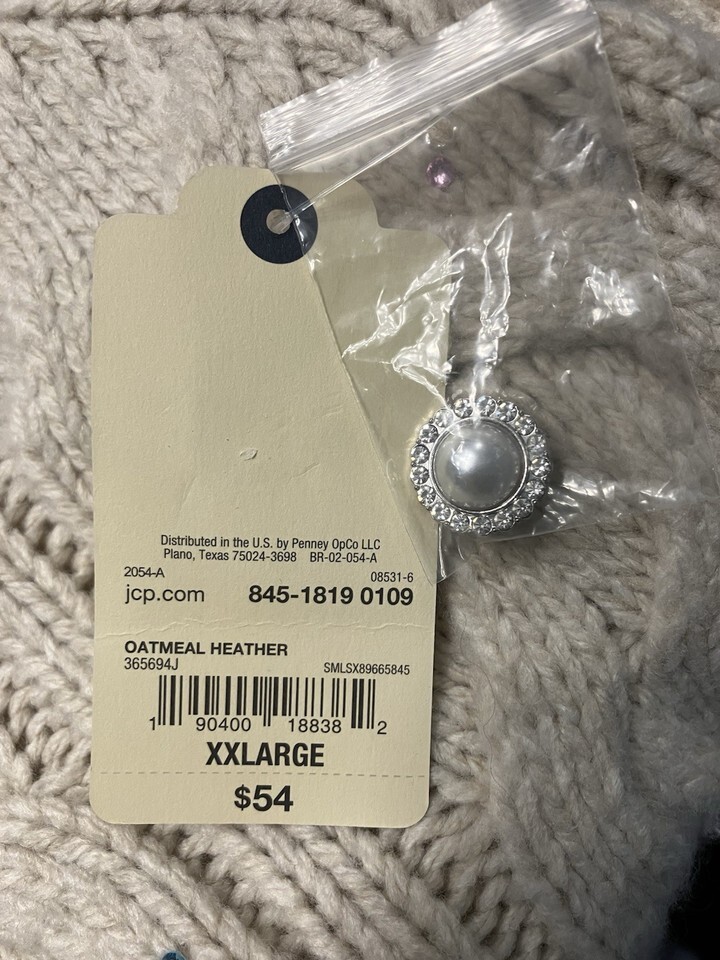 Distributed in the U.S. by Penney OpCo LLC
Plano, Texas 75024-3698 BR-02-054-A
2054-A 08531-6
jcp.com 845-1819 0109
OATMEAL HEATHER
365694J SMLSX89665845
1 90400 18838 2
XXLARGE
$54